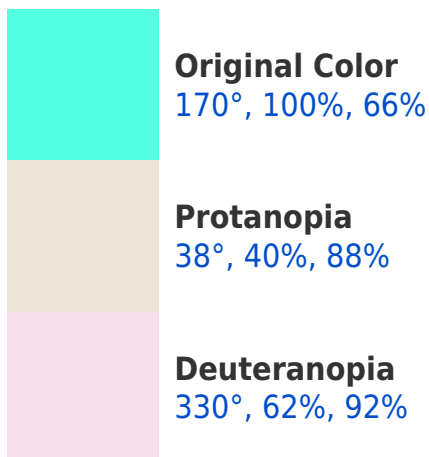 Original Color
170°, 100%, 66%
Protanopia
38°, 40%, 88%
Deuteranopia
330°, 62%, 92%